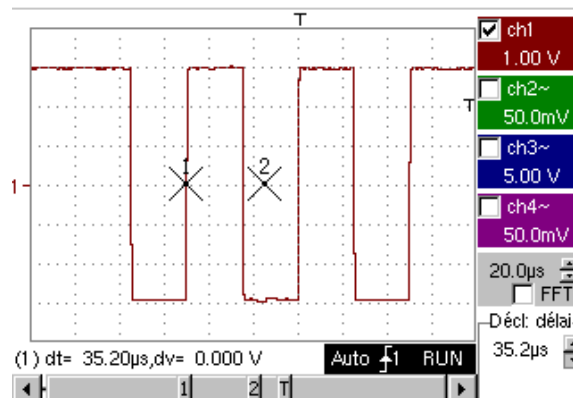 T
ch1
1.00 V
ch2~
50.0mV
ch3~
5.00 V
ch4~
50.0mV
T
1
1
2
20.0µs
FFT
Décl: délai
35.2µs
(1) dt= 35.20µs,dv= 0.000 V
Auto 1 RUN
1 2 T